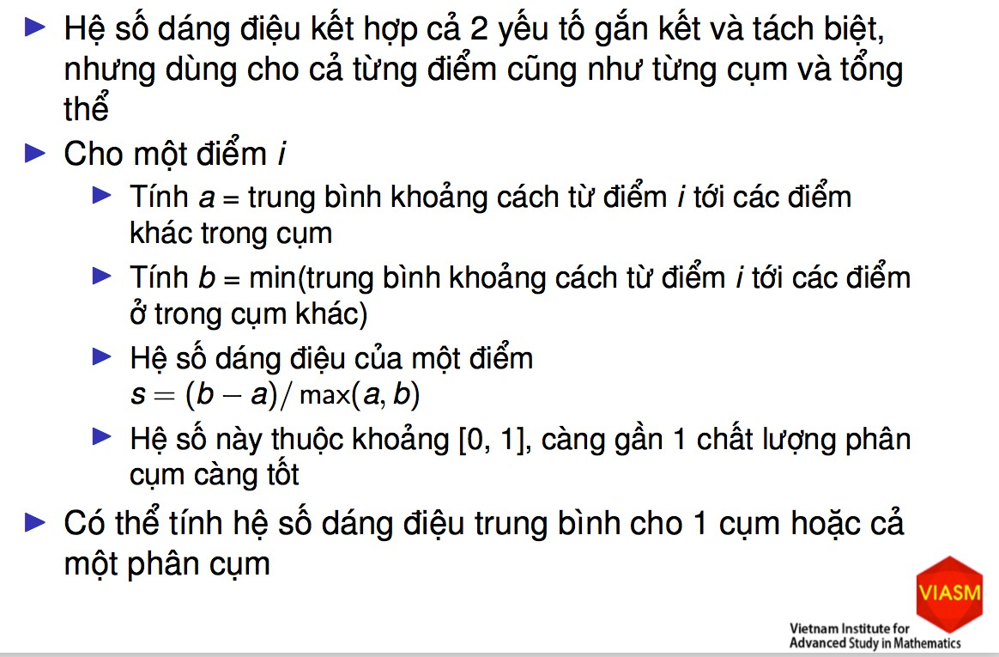 Hệ số dáng điệu kết hợp cả 2 yếu tố gắn kết và tách biệt,
nhưng dùng cho cả từng điểm cũng như từng cụm và tổng
thể
Cho một điểm i
Tính a = trung bình khoảng cách từ điểm i tới các điểm
khác trong cụm
Tính b = min(trung bình khoảng cách từ điểm i tới các điểm
ở trong cụm khác)
Hệ số dáng điệu của một điểm
s = (b − a)/ max(a, b)
Hệ số này thuộc khoảng [0, 1], càng gần 1 chất lượng phân
cụm càng tốt
Có thể tính hệ số dáng điệu trung bình cho 1 cụm hoặc cả
một phân cụm
VIASM
Vietnam Institute for
Advanced Study in Mathematics